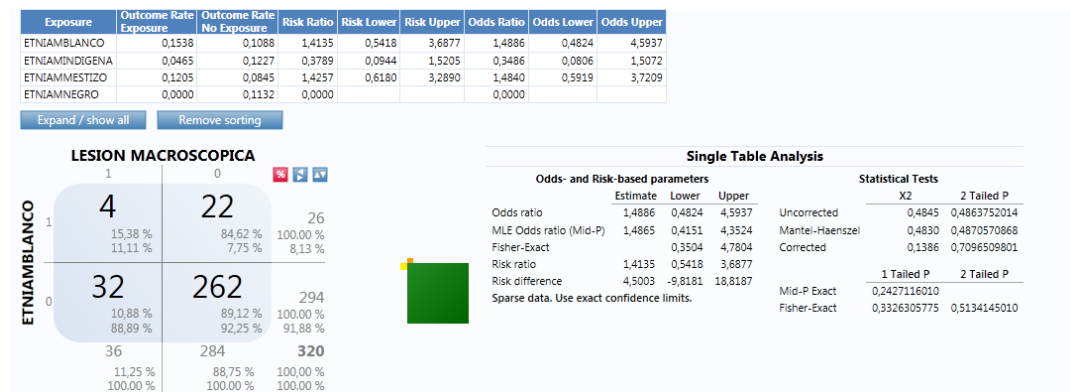 Exposure Outcome Rate Exposure Outcome Rate No Exposure Risk Ratio Risk Lower Risk Upper Odds Ratio Odds Lower Odds Upper
ETNIAMBLANCO 0,1538 0,1088 1,4135 0,5418 3,6877 1,4886 0,4824 4,5937
ETNIAMINDIGENA 0,0465 0,1227 0,3789 0,0944 1,5205 0,3486 0,0806 1,5072
ETNIAMMESTIZO 0,1205 0,0845 1,4257 0,6180 3,2890 1,4840 0,5919 3,7209
ETNIAMNEGRO 0,0000 0,1132 0,0000 0,0000
Expand / show all Remove sorting
LESION MACROSCOPICA
1 0 %
ETNIAMBLANCO
1 4 22 26
15,38 % 84,62 % 100.00 %
11,11 % 7,75 % 8,13 %
0 32 262 294
10,88 % 89,12 % 100.00 %
88,89 % 92,25 % 91,88 %
36 284 320
11,25 % 88,75 % 100,00 %
100.00 % 100.00 % 100.00 %
Single Table Analysis
Odds- and Risk-based parameters
Estimate Lower Upper
Odds ratio 1,4886 0,4824 4,5937
MLE Odds ratio (Mid-P) 1,4865 0,4151 4,3524
Fisher-Exact 0,3504 4,7804
Risk ratio 1,4135 0,5418 3,6877
Risk difference 4,5003 -9,8181 18,8187
Sparse data. Use exact confidence limits.
Statistical Tests
X2 2 Tailed P
Uncorrected 0,4845 0,4863752014
Mantel-Haenszel 0,4830 0,4870570868
Corrected 0,1386 0,7096509801
1 Tailed P 2 Tailed P
Mid-P Exact 0,2427116010
Fisher-Exact 0,3326305775 0,5134145010